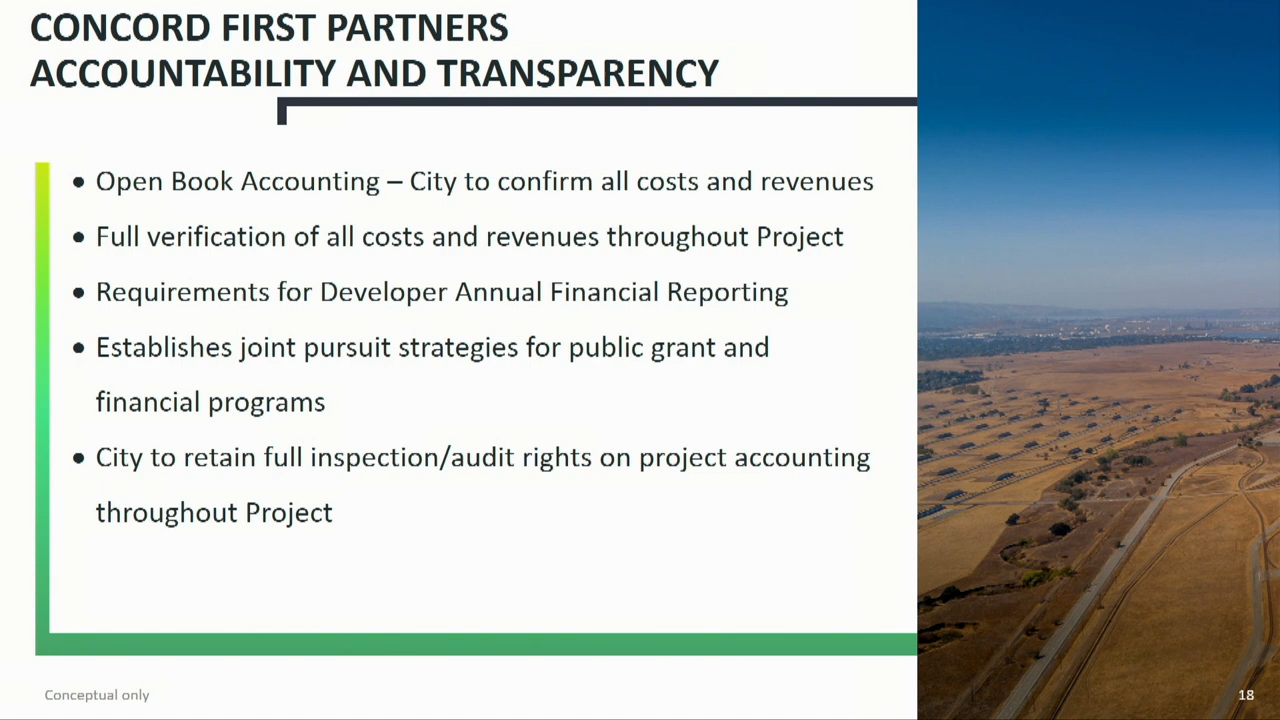 CONCORD FIRST PARTNERS
ACCOUNTABILITY AND TRANSPARENCY
• Open Book Accounting – City to confirm all costs and revenues
• Full verification of all costs and revenues throughout Project
• Requirements for Developer Annual Financial Reporting
• Establishes joint pursuit strategies for public grant and
financial programs
• City to retain full inspection/audit rights on project accounting
throughout Project
Conceptual only
18